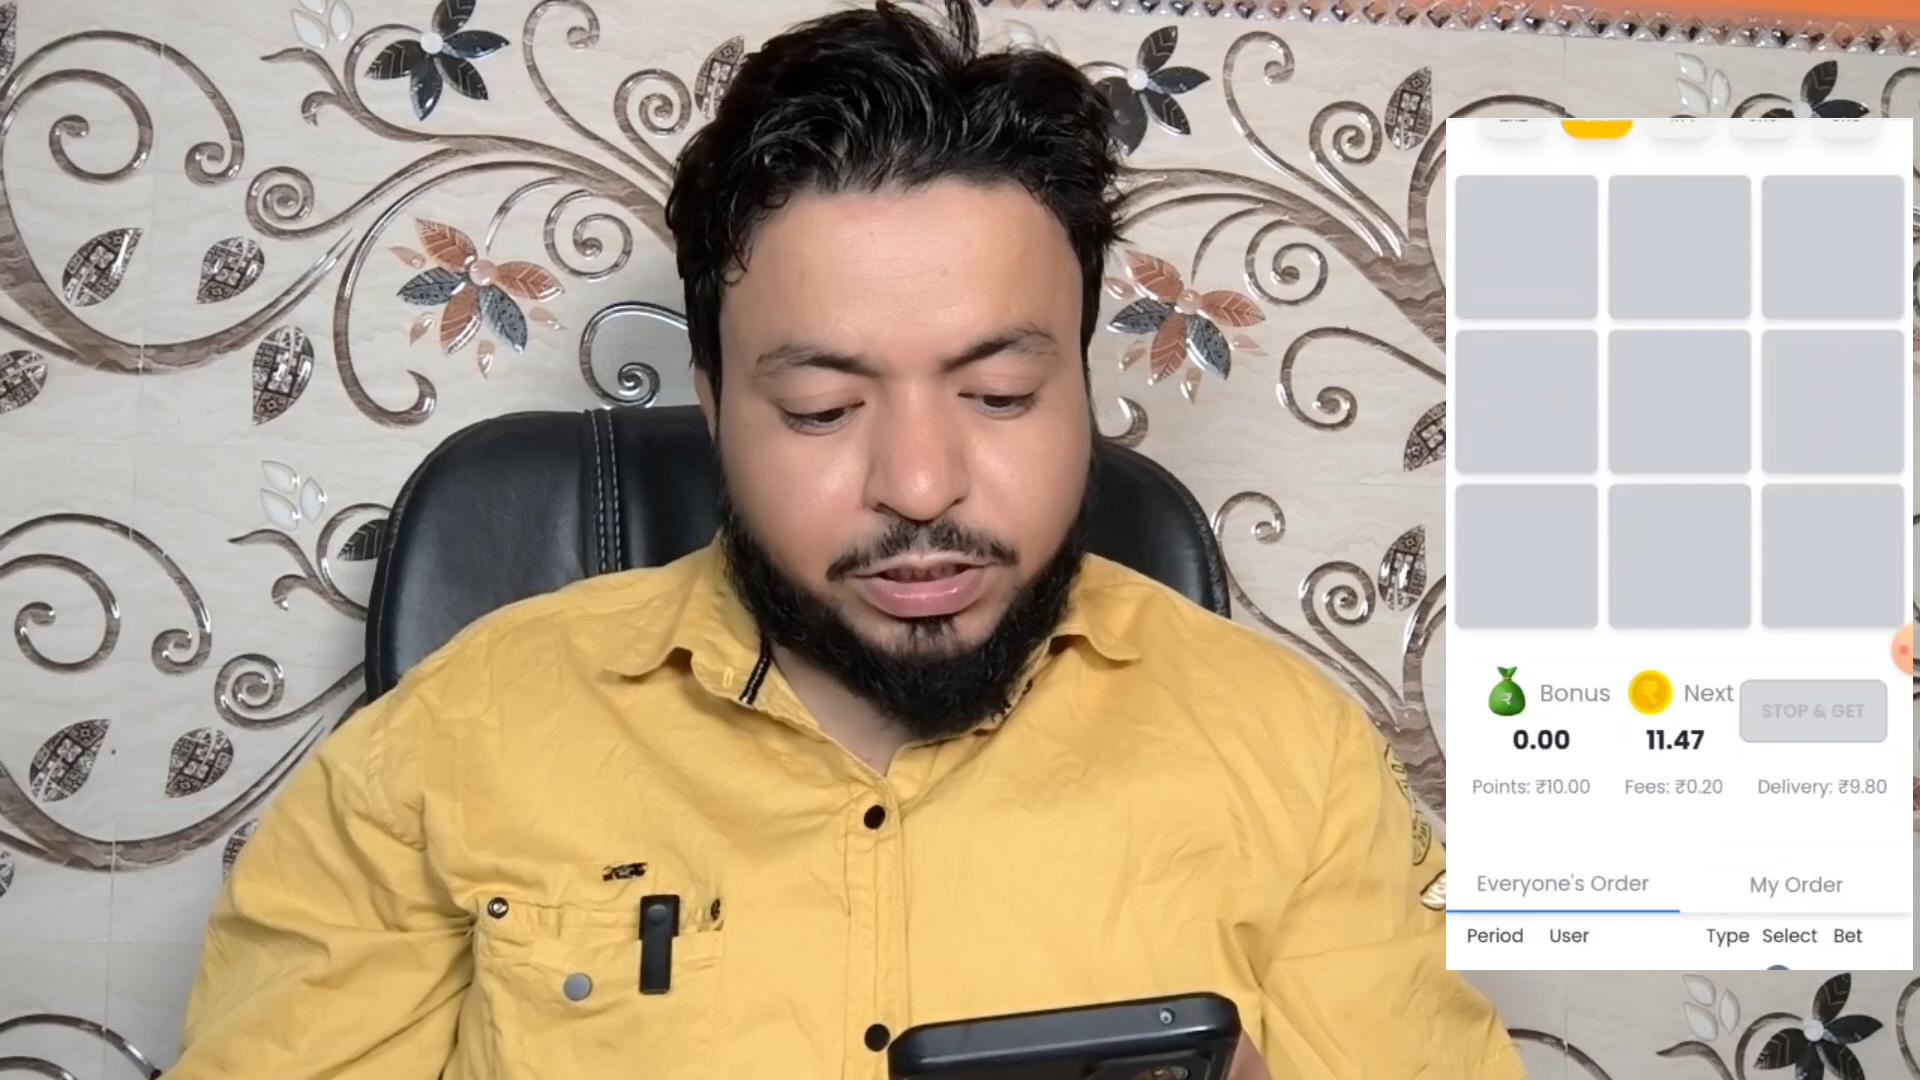 Bonus Next STOP & GET
0.00 11.47
Points: ₹10.00 Fees: ₹0.20 Delivery: ₹9.80
Everyone's Order My Order
Period User Type Select Bet